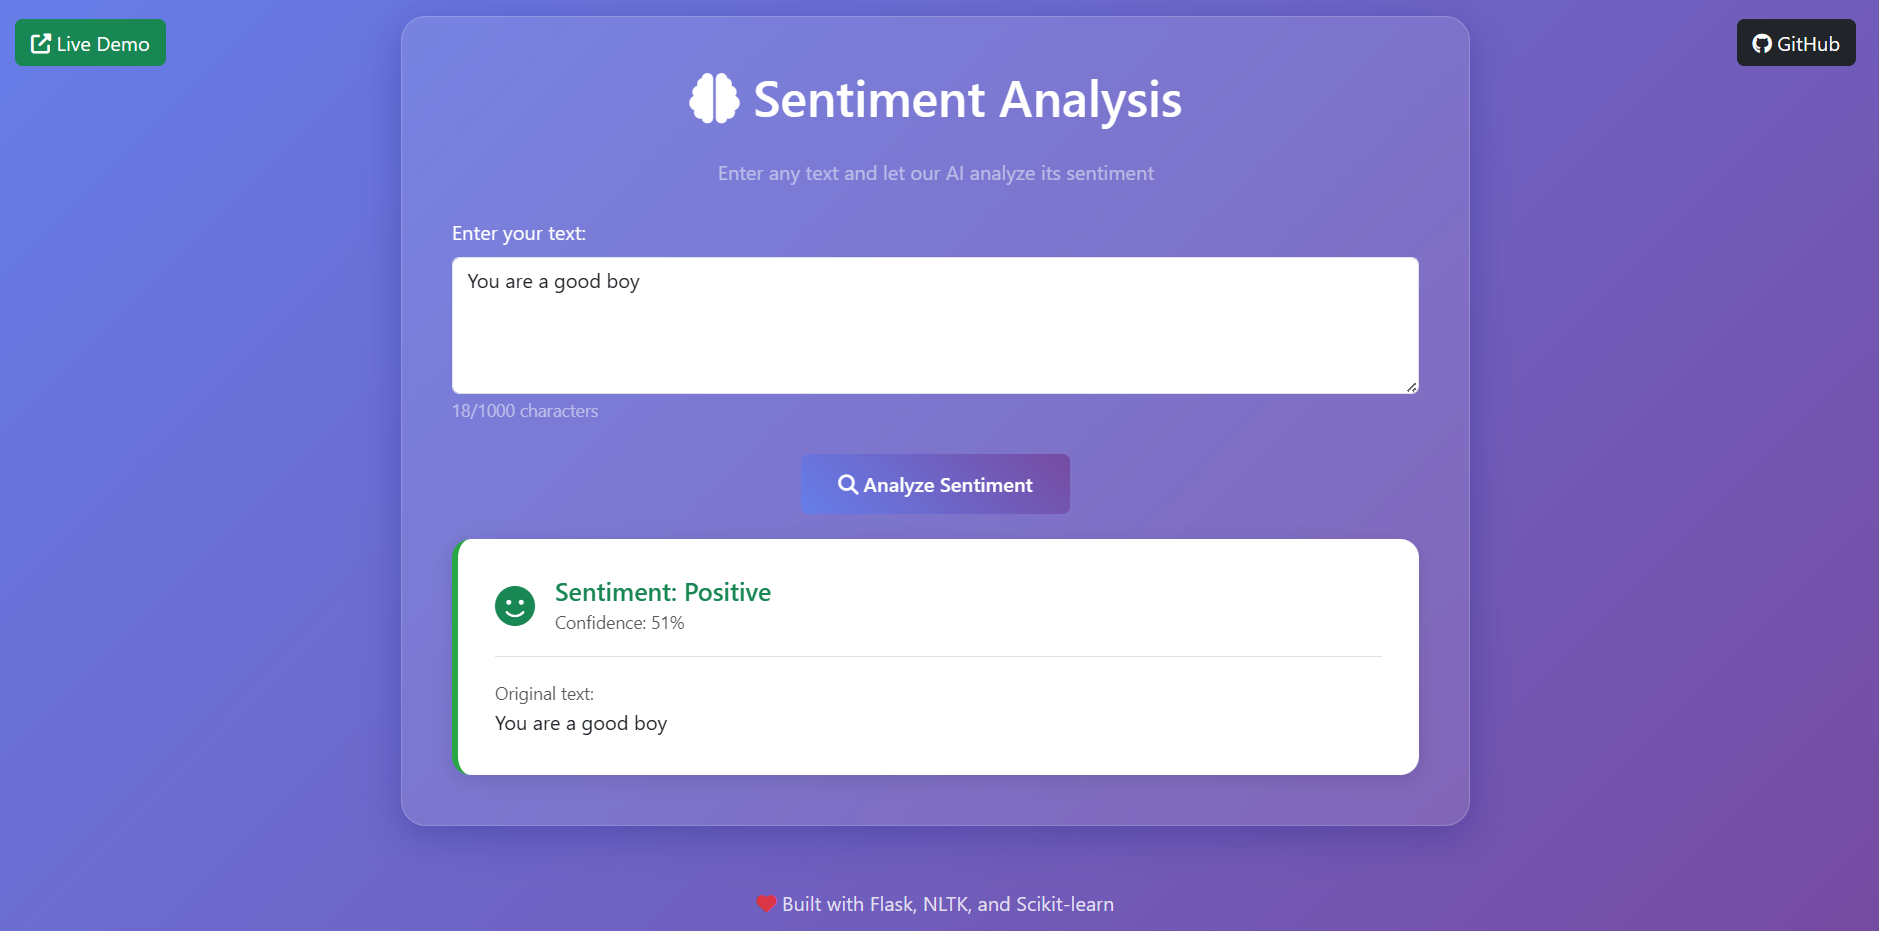 Live Demo
GitHub
Sentiment Analysis
Enter any text and let our AI analyze its sentiment
Enter your text:
You are a good boy
18/1000 characters
Analyze Sentiment
Sentiment: Positive
Confidence: 51%
Original text:
You are a good boy
Built with Flask, NLTK, and Scikit-learn